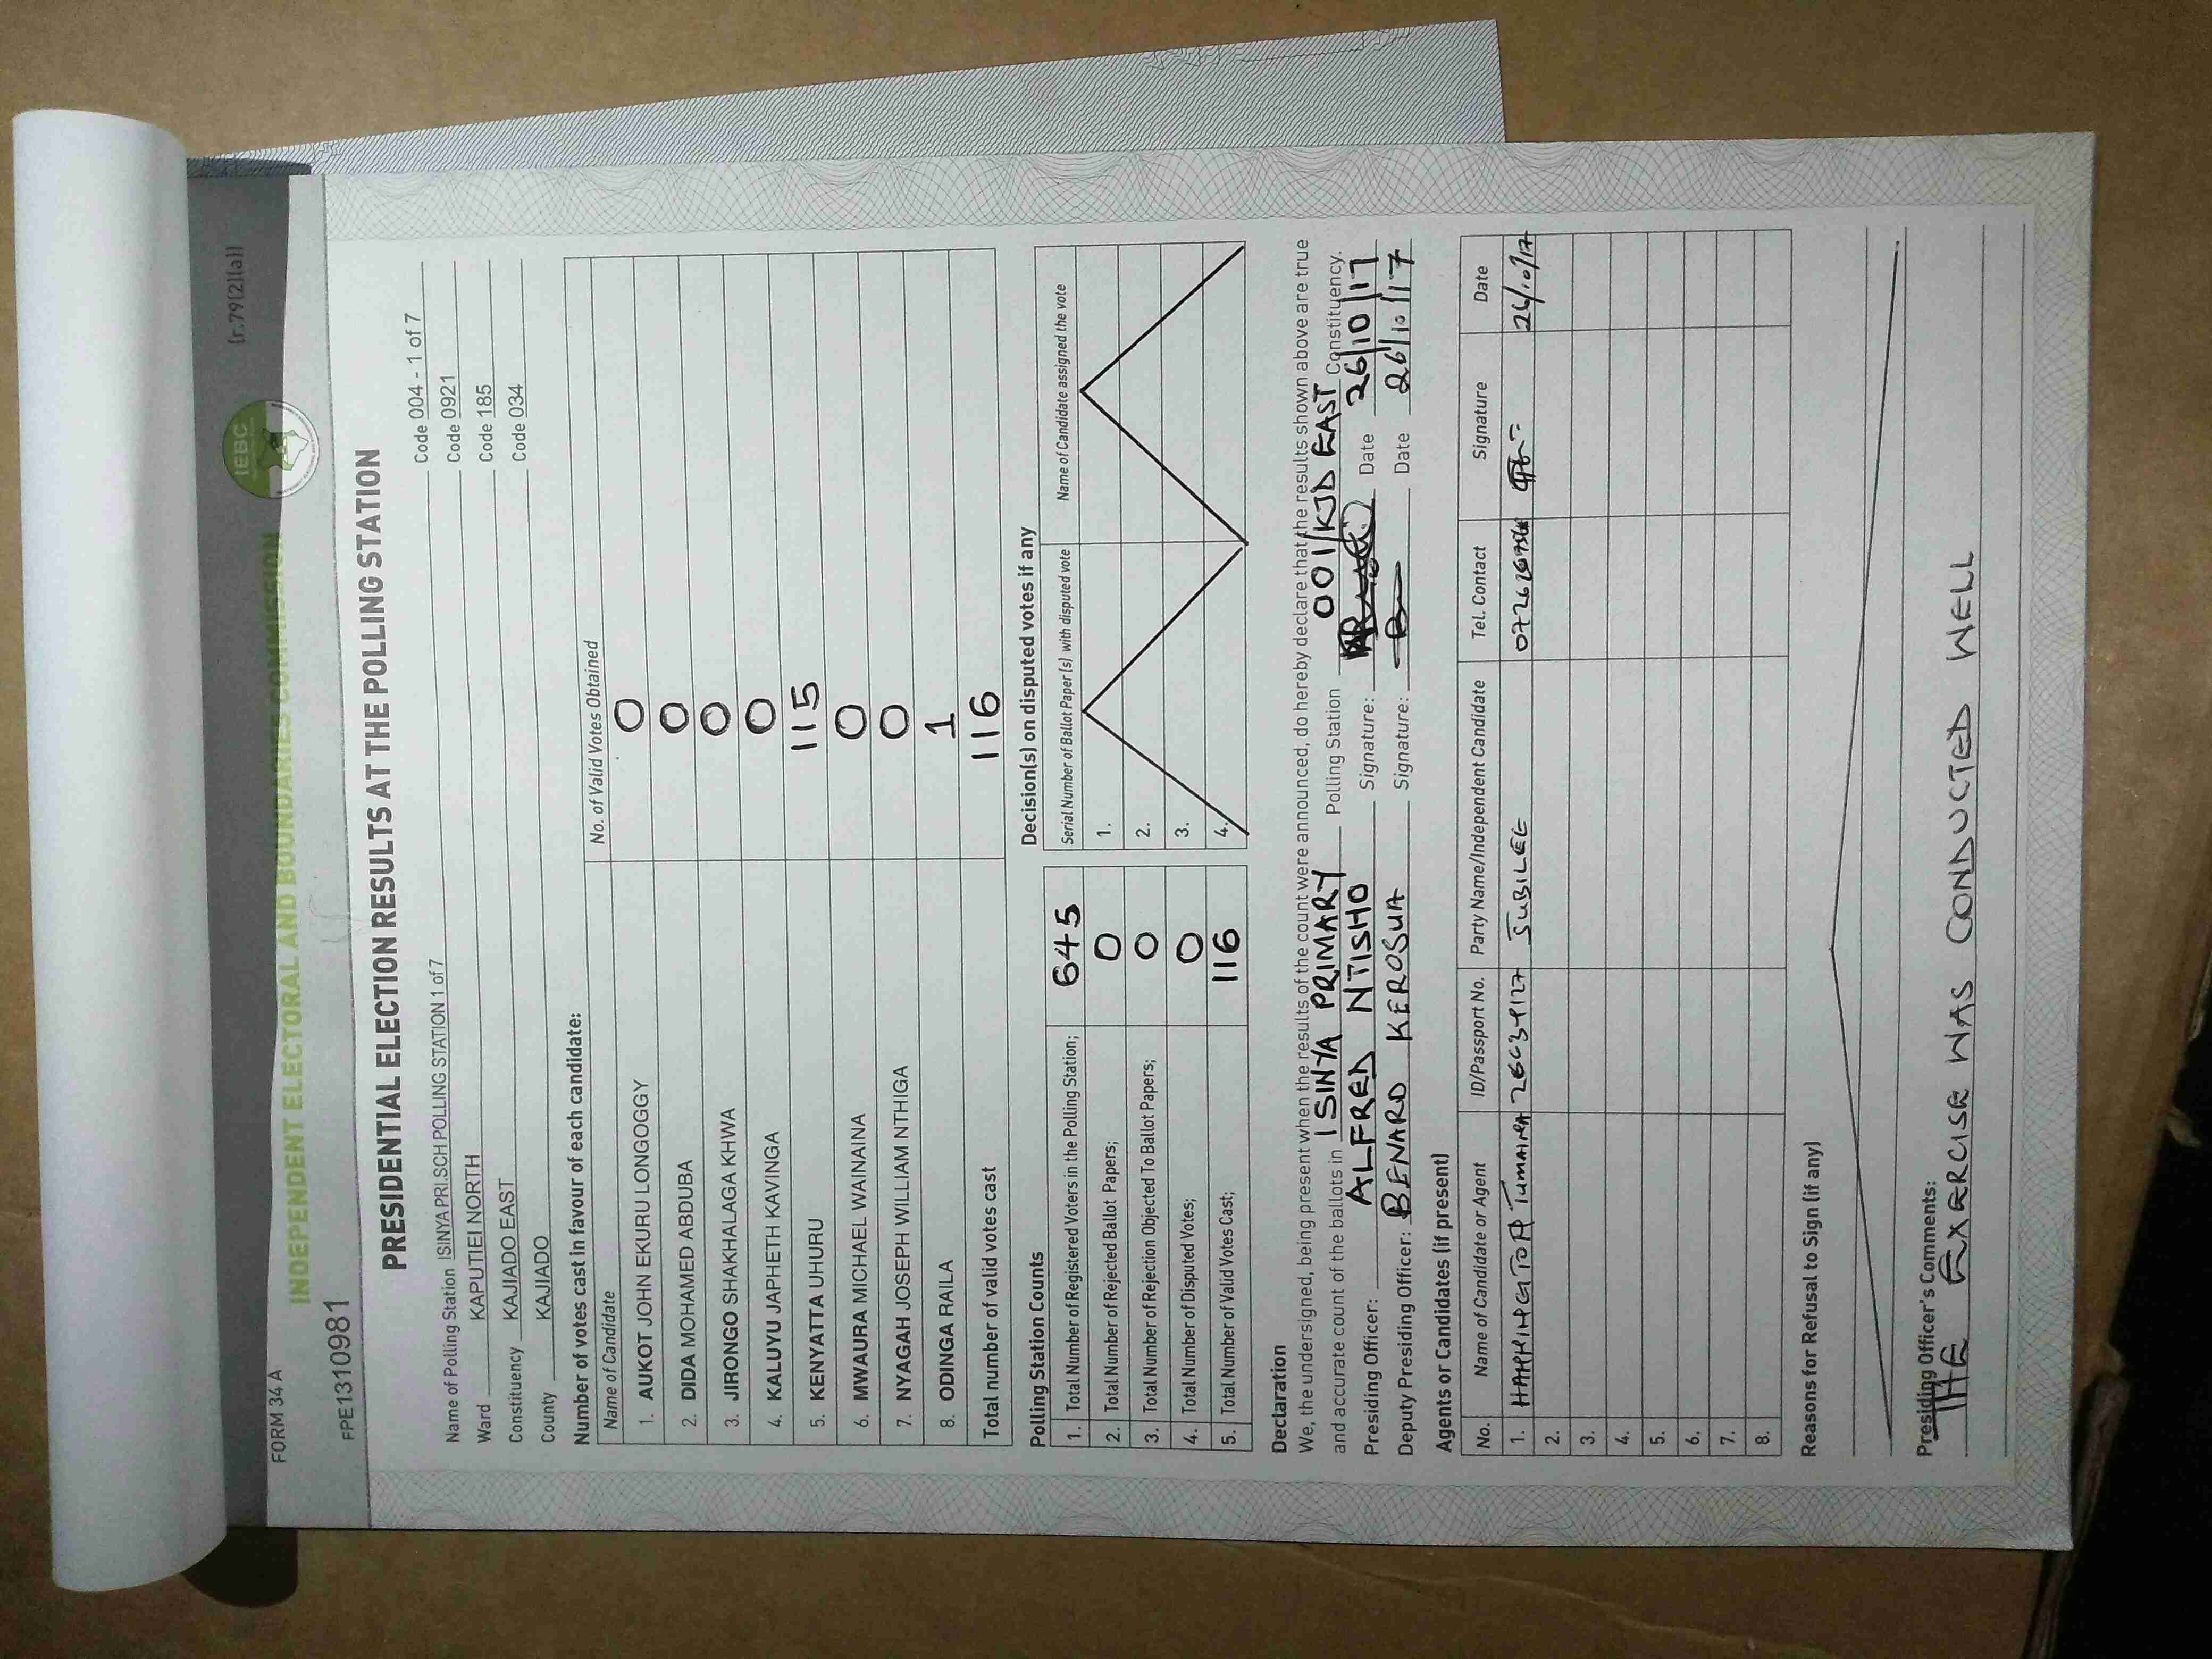 FORM 34 A
(r.79(2)(a))
IEBC
INDEPENDENT ELECTORAL AND BOUNDARIES COMMISSION
FPE1310981
PRESIDENTIAL ELECTION RESULTS AT THE POLLING STATION
Name of Polling Station ISINYA PRI.SCH POLLING STATION 1 of 7 Code 004 - 1 of 7
Ward KAPUTIEI NORTH Code 0921
Constituency KAJIADO EAST Code 185
County KAJIADO Code 034
Number of votes cast in favour of each candidate:
Name of Candidate No. of Valid Votes Obtained
1. AUKOT JOHN EKURU LONGOGGY 0
2. DIDA MOHAMED ABDUBA 0
3. JIRONGO SHAKHALAGA KHWA 0
4. KALUYU JAPHETH KAVINGA 0
5. KENYATTA UHURU 115
6. MWAURA MICHAEL WAINAINA 0
7. NYAGAH JOSEPH WILLIAM NTHIGA 0
8. ODINGA RAILA 1
Total number of valid votes cast 116
Polling Station Counts
1. Total Number of Registered Voters in the Polling Station; 645
2. Total Number of Rejected Ballot Papers; 0
3. Total Number of Rejection Objected To Ballot Papers; 0
4. Total Number of Disputed Votes; 0
5. Total Number of Valid Votes Cast; 116
Decision(s) on disputed votes if any
Serial Number of Ballot Paper (s) with disputed vote Name of Candidate assigned the vote
1.
2.
3.
4.
Declaration
We, the undersigned, being present when the results of the count were announced, do hereby declare that the results shown above are true
and accurate count of the ballots in ISINYA PRIMARY Polling Station 001/KJD EAST Constituency.
Presiding Officer: ALFRED NTISHO Signature: Date 26/10/17
Deputy Presiding Officer: BENARD KEROSUA Signature: Date 26/10/17
Agents or Candidates (if present)
No. Name of Candidate or Agent ID/Passport No. Party Name/Independent Candidate Tel. Contact Signature Date
1. JUBILEE 26/10/17
2.
3.
4.
5.
6.
7.
8.
Reasons for Refusal to Sign (if any)
Presiding Officer's Comments:
THE EXERCISE WAS CONDUCTED WELL